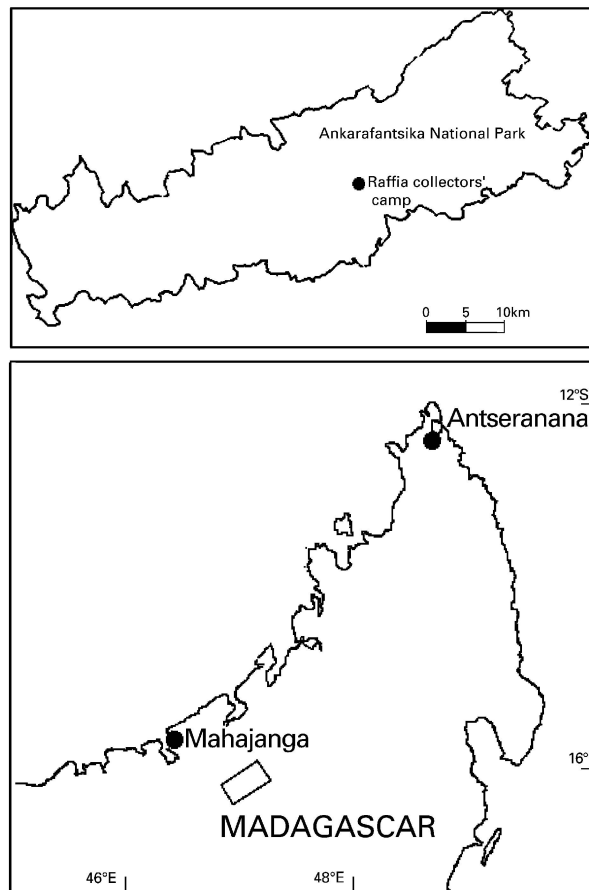 Ankarafantsika National Park
Raffia collectors'
camp
0 5 10km
12°S
Antseranana
Mahajanga
16°
MADAGASCAR
46°E 48°E